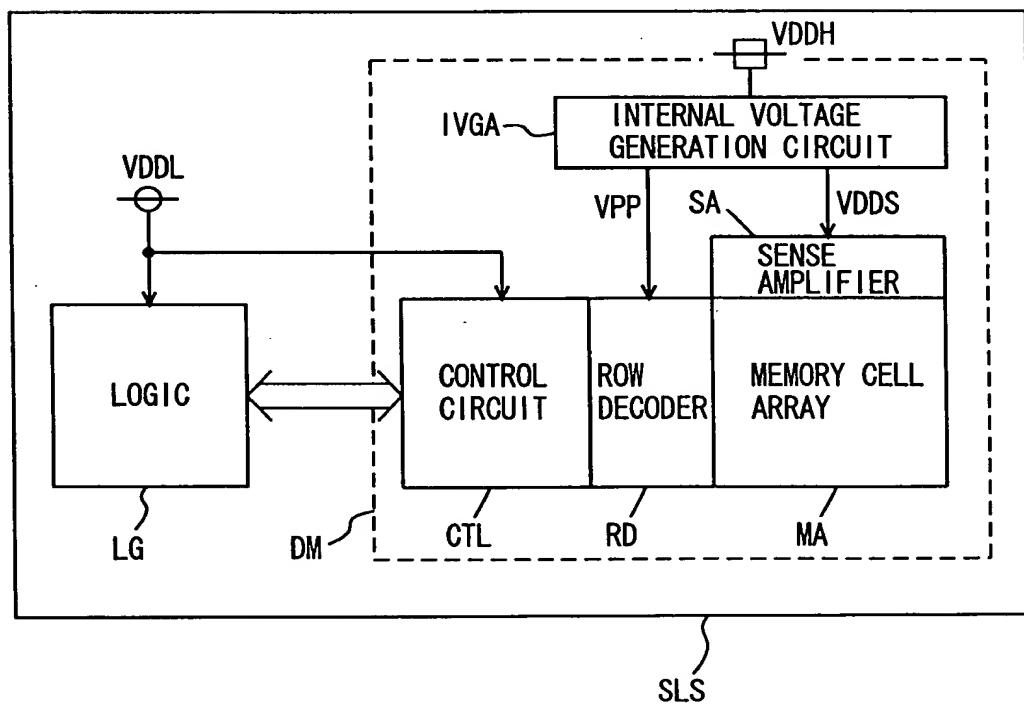 VDDH
IVGA
INTERNAL VOLTAGE
GENERATION CIRCUIT
VDDL
VPP
SA
VDDS
SENSE
AMPLIFIER
LOGIC
CONTROL
CIRCUIT
ROW
DECODER
MEMORY CELL
ARRAY
LG
DM
CTL
RD
MA
SLS